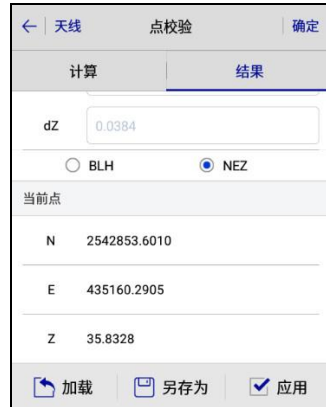 ← 天线 点校验 确定
计算 结果
dZ 0.0384
BLH NEZ
当前点
N 2542853.6010
E 435160.2905
Z 35.8328
加载 另存为 应用